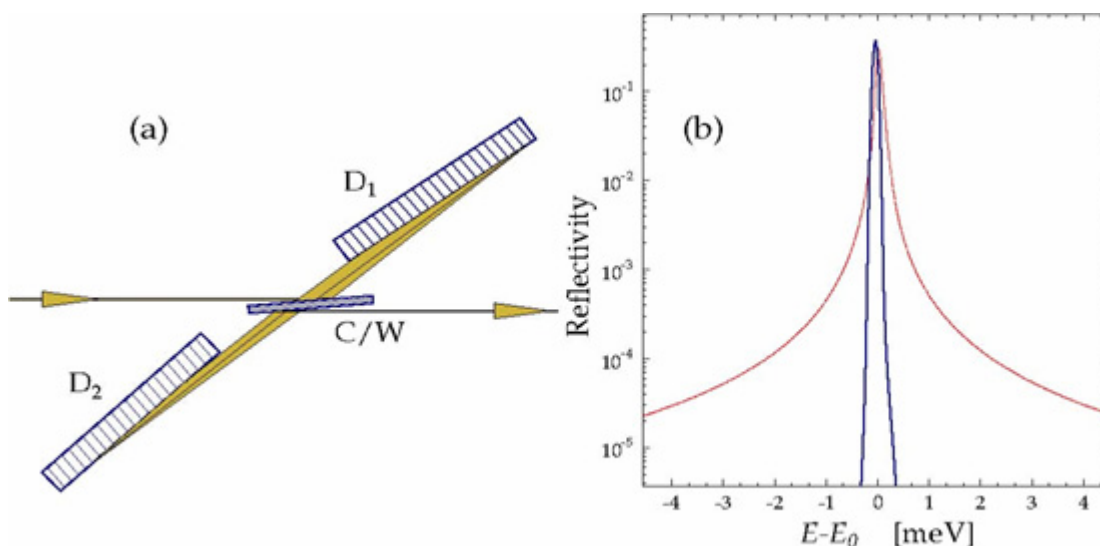 (a)
D₁
C/W
D₂
(b)
Reflectivity
10⁻¹
10⁻²
10⁻³
10⁻⁴
10⁻⁵
-4 -3 -2 -1 0 1 2 3 4
E-E₀ [meV]